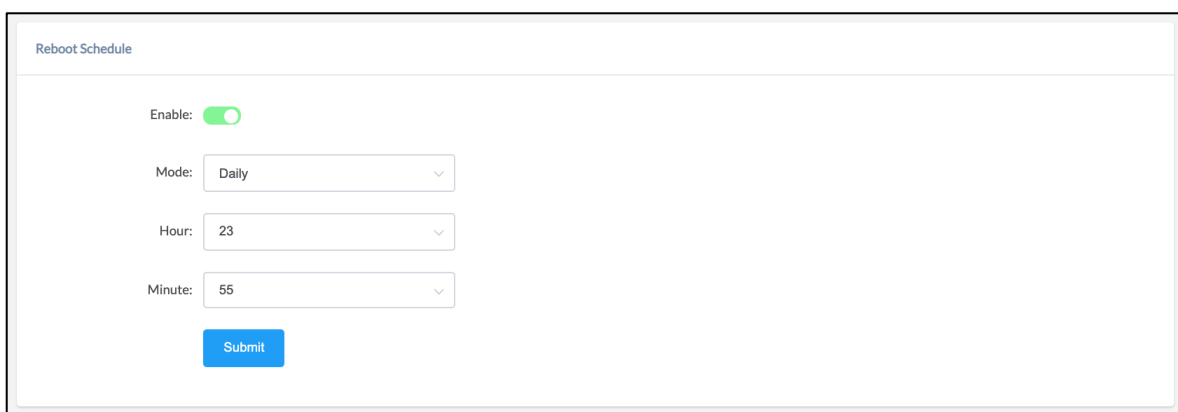 Reboot Schedule
Enable:
Mode: Daily
Hour: 23
Minute: 55
Submit